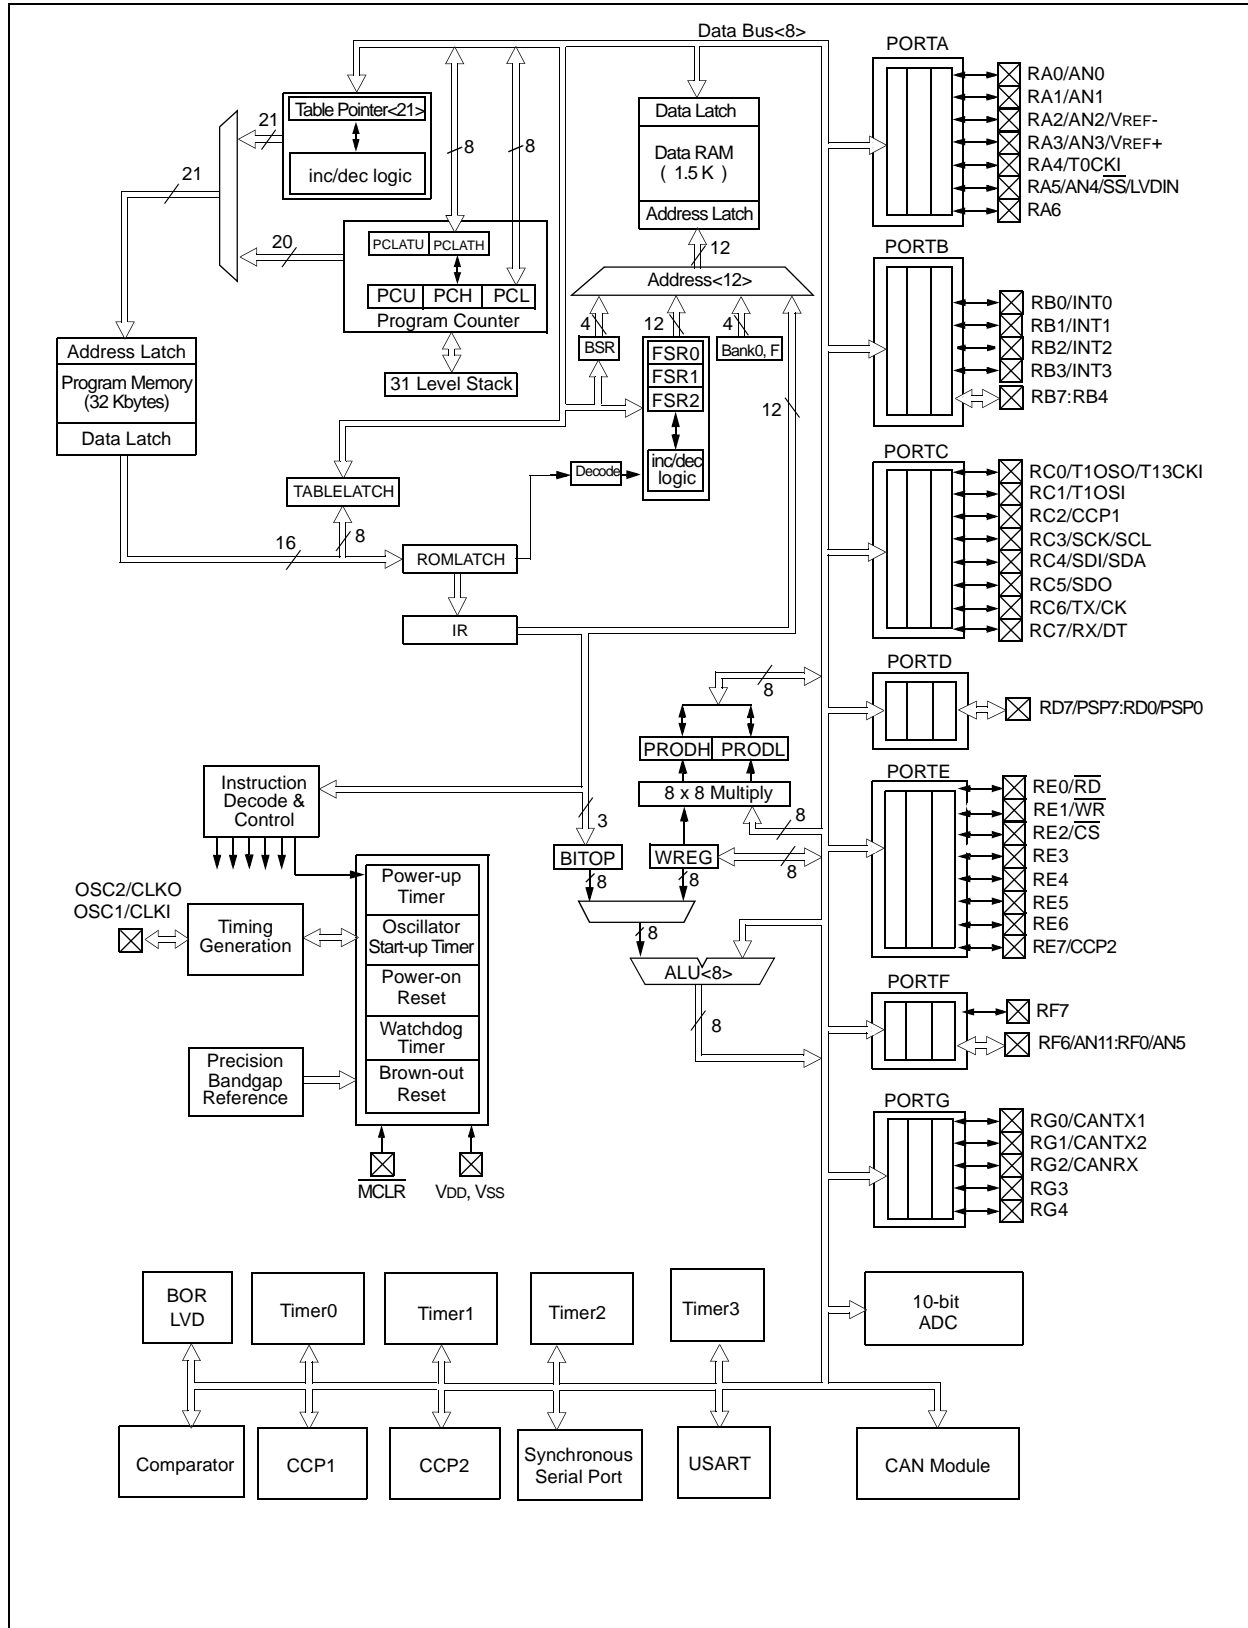 Data Bus<8>
PORTA
RA0/AN0
RA1/AN1
RA2/AN2/VREF-
RA3/AN3/VREF+
RA4/T0CKI
RA5/AN4/SS/LVDIN
RA6
Table Pointer<21>
inc/dec logic
21
21
8
8
20
PCLATU
PCLATH
PCU
PCH
PCL
Program Counter
31 Level Stack
Data Latch
Data RAM
( 1.5 K )
Address Latch
12
Address<12>
4
12
4
BSR
FSR0
FSR1
FSR2
inc/dec
logic
Bank0, F
12
Decode
Address Latch
Program Memory
(32 Kbytes)
Data Latch
TABLELATCH
16
8
ROMLATCH
IR
PORTB
RB0/INT0
RB1/INT1
RB2/INT2
RB3/INT3
RB7:RB4
PORTC
RC0/T1OSO/T13CKI
RC1/T1OSI
RC2/CCP1
RC3/SCK/SCL
RC4/SDI/SDA
RC5/SDO
RC6/TX/CK
RC7/RX/DT
PORTD
RD7/PSP7:RD0/PSP0
8
PRODH
PRODL
8 x 8 Multiply
8
WREG
8
8
3
BITOP
8
8
ALU<8>
8
Instruction
Decode &
Control
OSC2/CLKO
OSC1/CLKI
Timing
Generation
Power-up
Timer
Oscillator
Start-up Timer
Power-on
Reset
Watchdog
Timer
Brown-out
Reset
Precision
Bandgap
Reference
MCLR
VDD, VSS
PORTE
RE0/RD
RE1/WR
RE2/CS
RE3
RE4
RE5
RE6
RE7/CCP2
PORTF
RF7
RF6/AN11:RF0/AN5
PORTG
RG0/CANTX1
RG1/CANTX2
RG2/CANRX
RG3
RG4
BOR
LVD
Timer0
Timer1
Timer2
Timer3
10-bit
ADC
Comparator
CCP1
CCP2
Synchronous
Serial Port
USART
CAN Module